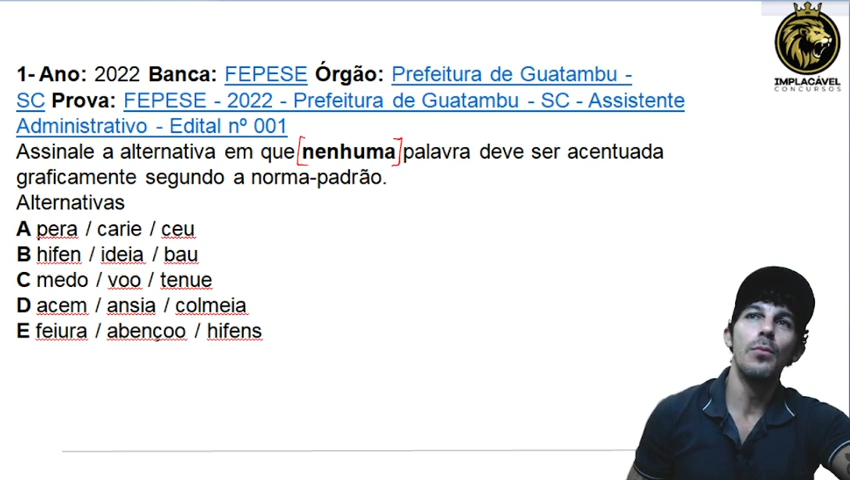 IMPLACÁVEL
CONCURSOS
1- Ano: 2022 Banca: FEPESE Órgão: Prefeitura de Guatambu -
SC Prova: FEPESE - 2022 - Prefeitura de Guatambu - SC - Assistente
Administrativo - Edital nº 001
Assinale a alternativa em que nenhuma palavra deve ser acentuada
graficamente segundo a norma-padrão.
Alternativas
A pera / carie / ceu
B hifen / ideia / bau
C medo / voo / tenue
D acem / ansia / colmeia
E feiura / abençoo / hifens